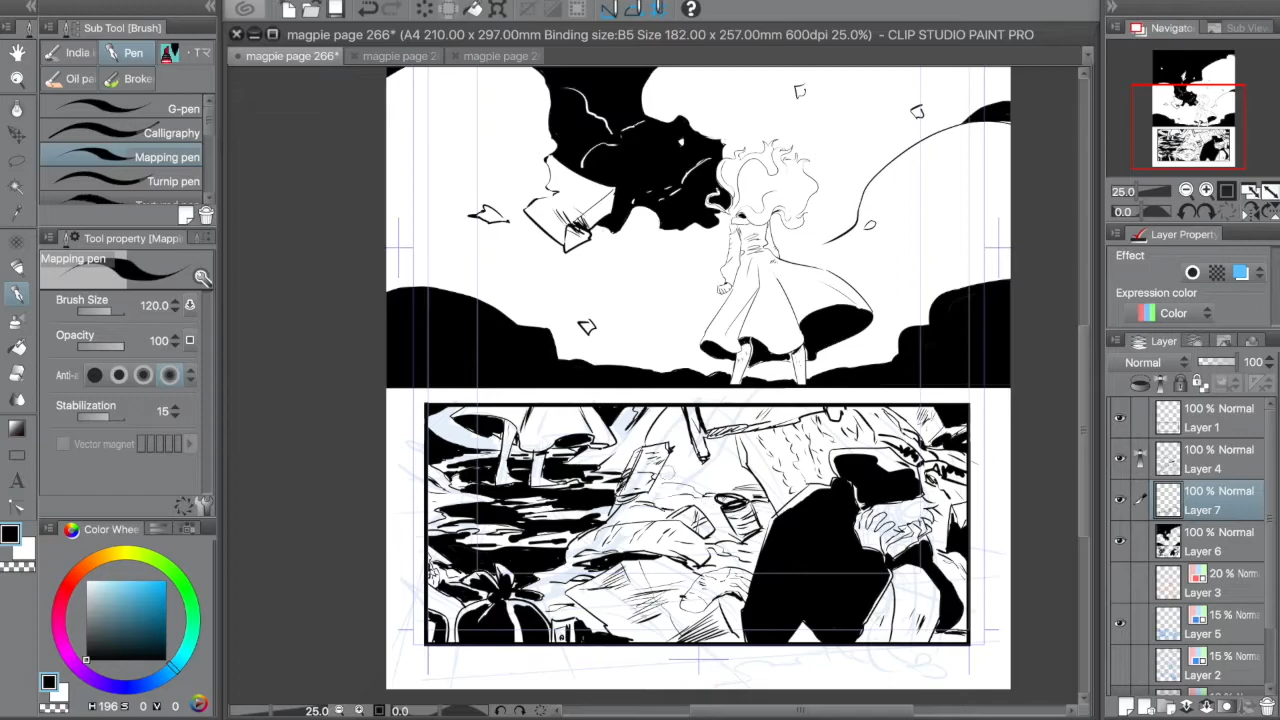 magpie page 266* (A4 210.00 x 297.00mm Binding size:B5 Size 182.00 x 257.00mm 600dpi 25.0%) - CLIP STUDIO PAINT PRO
magpie page 266*
magpie page 2
magpie page 2
Sub Tool [Brush]
India
Pen
Oil pai
Broke
G-pen
Calligraphy
Mapping pen
Turnip pen
Tool property [Mappi
Mapping pen
Brush Size
120.0
Opacity
100
Anti-a
Stabilization
15
Vector magnet
Color Whee
H 196 S 0 V 0
25.0
0.0
Navigato
Sub View
25.0
0.0
Layer Property
Effect
Expression color
Color
Layer
Normal
100
100 % Normal
Layer 1
100 % Normal
Layer 4
100 % Normal
Layer 7
100 % Normal
Layer 6
20 % Norm
Layer 3
15 % Norm
Layer 5
15 % Norm
Layer 2